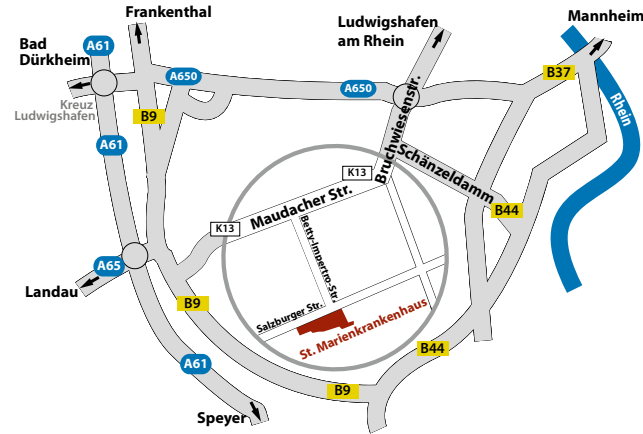 Frankenthal
Ludwigshafen
am Rhein
Mannheim
Bad
Dürkheim
A61
A650
A650
B37
Kreuz
Ludwigshafen
B9
Rhein
A61
Bruchwiesenstr.
Schänzeldamm
K13
Maudacher Str.
B44
K13
Betty-Impertro-Str.
A65
Landau
B9
Salzburger Str.
St. Marienkrankenhaus
B44
A61
B9
Speyer